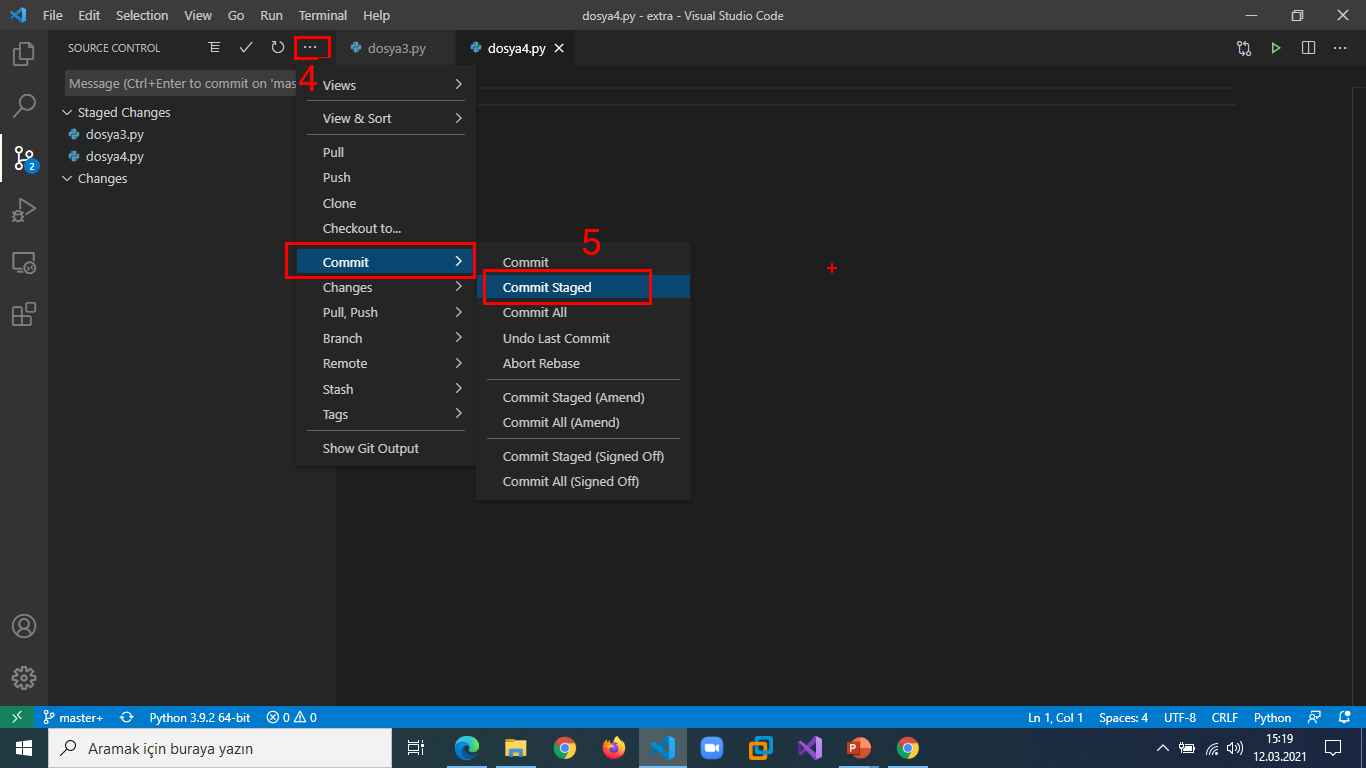 File Edit Selection View Go Run Terminal Help
dosya4.py - extra - Visual Studio Code
SOURCE CONTROL
dosya3.py
dosya4.py
4
Message (Ctrl+Enter to commit on 'mas
Staged Changes
dosya3.py
dosya4.py
Changes
2
Views
View & Sort
Pull
Push
Clone
Checkout to...
Commit
Changes
Pull, Push
Branch
Remote
Stash
Tags
Show Git Output
5
Commit
Commit Staged
Commit All
Undo Last Commit
Abort Rebase
Commit Staged (Amend)
Commit All (Amend)
Commit Staged (Signed Off)
Commit All (Signed Off)
master+ Python 3.9.2 64-bit 0 0 Ln 1, Col 1 Spaces: 4 UTF-8 CRLF Python
Aramak için buraya yazın
15:19
12.03.2021